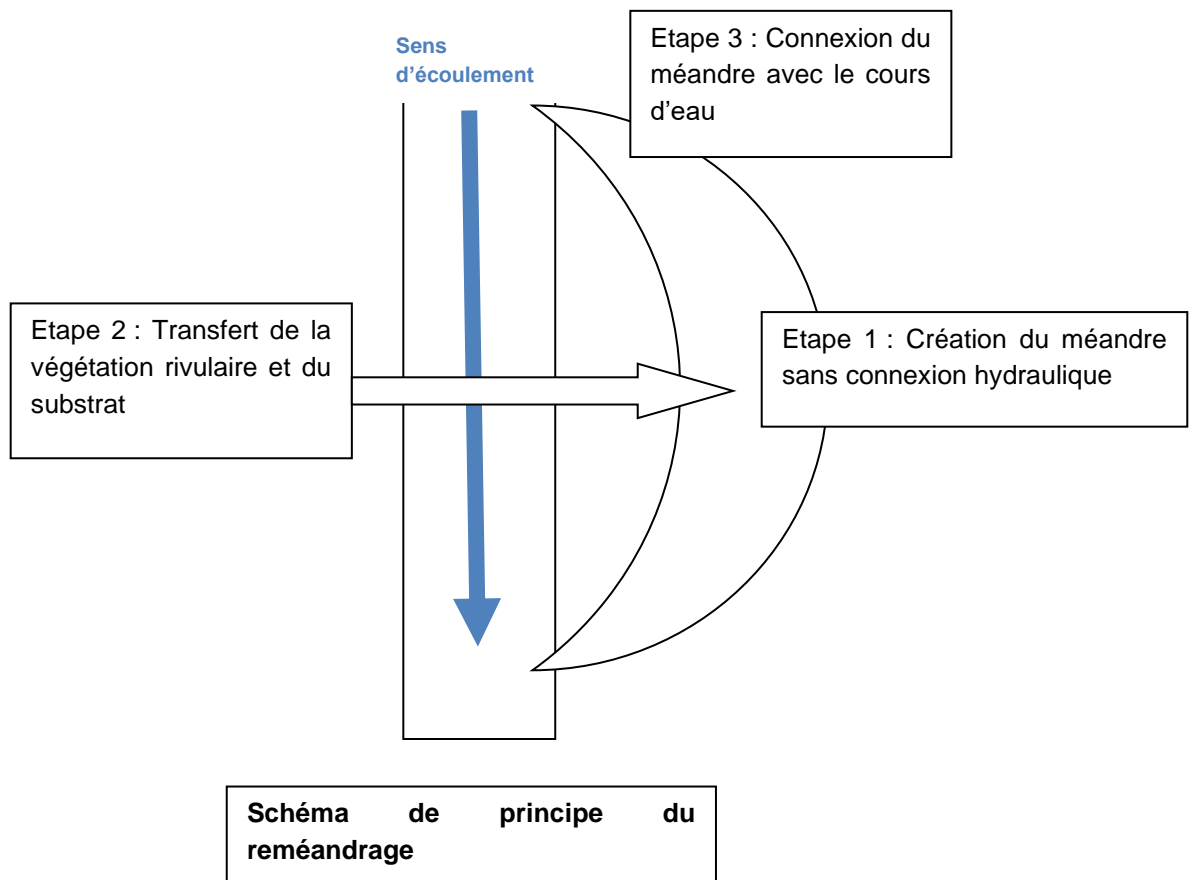 Sens
d'écoulement
Etape 3 : Connexion du
méandre avec le cours
d'eau
Etape 2 : Transfert de la
végétation rivulaire et du
substrat
Etape 1 : Création du méandre
sans connexion hydraulique
Schéma de principe du
reméandrage